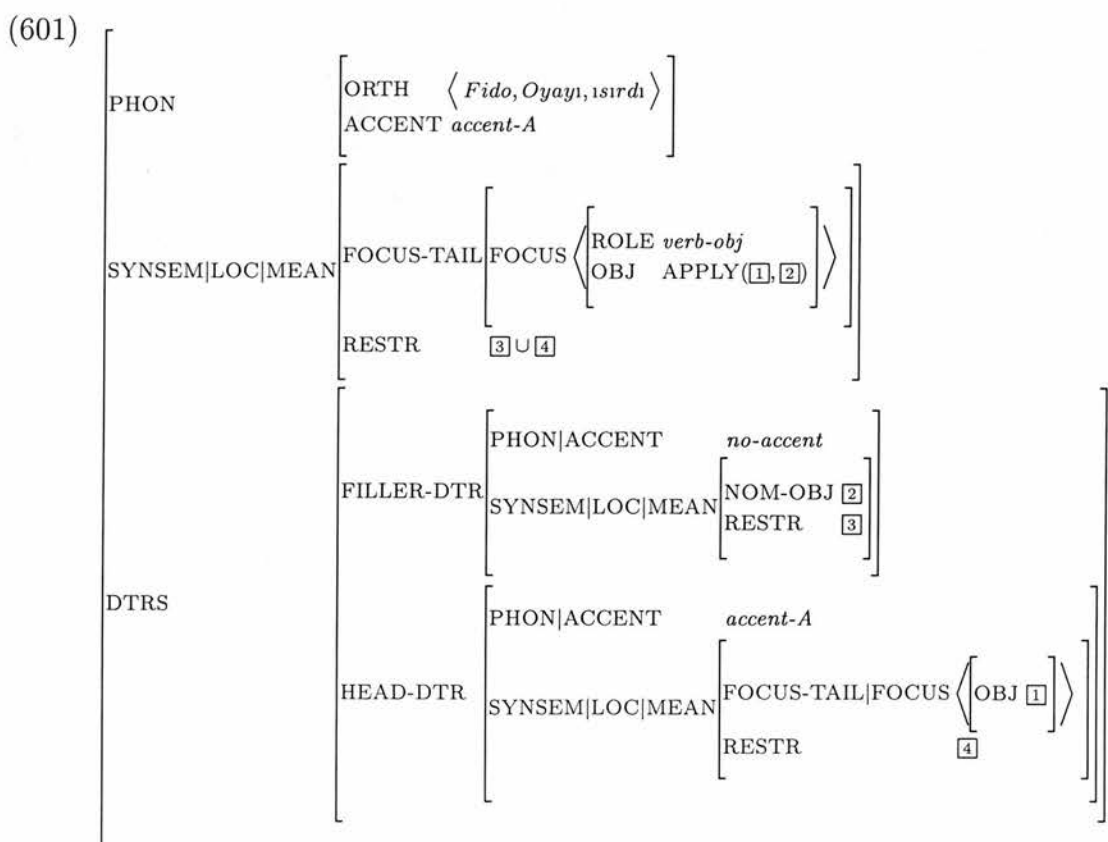 (601)
PHON
ORTH ⟨Fido, Oyayı, ısırdı⟩
ACCENT accent-A
SYNSEM|LOC|MEAN
FOCUS-TAIL
FOCUS
ROLE verb-obj
OBJ APPLY(1, 2)
RESTR 3 ∪ 4
DTRS
FILLER-DTR
PHON|ACCENT no-accent
SYNSEM|LOC|MEAN
NOM-OBJ 2
RESTR 3
HEAD-DTR
PHON|ACCENT accent-A
SYNSEM|LOC|MEAN
FOCUS-TAIL|FOCUS ⟨[OBJ 1]⟩
RESTR 4